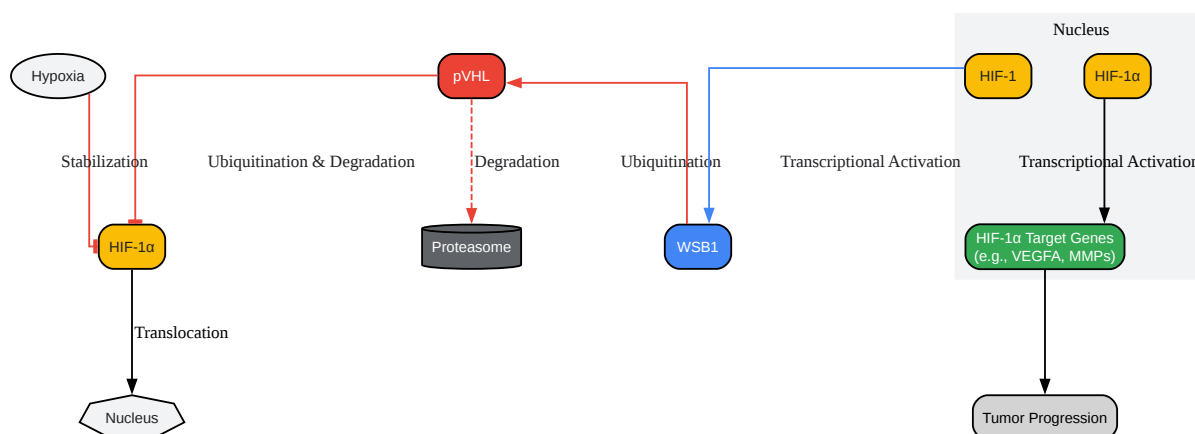 Nucleus
Hypoxia
pVHL
HIF-1
HIF-1α
Stabilization
Ubiquitination & Degradation
Degradation
Ubiquitination
Transcriptional Activation
Transcriptional Activation
HIF-1α
Proteasome
WSB1
HIF-1α Target Genes
(e.g., VEGFA, MMPs)
Translocation
Nucleus
Tumor Progression